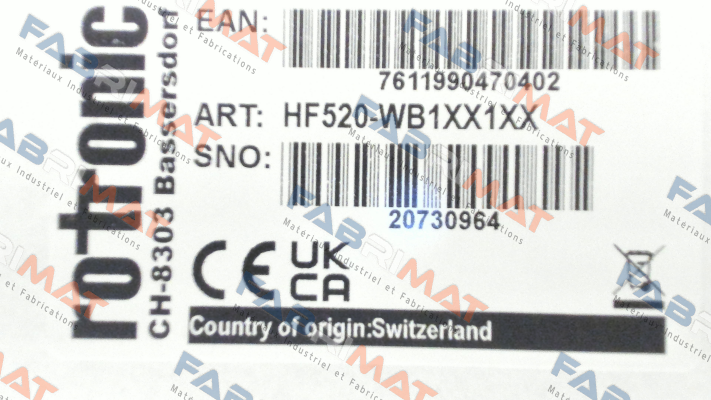 rotronic
CH-8303 Bassersdorf
EAN:
7611990470402
ART: HF520-WB1XX1XX
SNO:
20730964
CE UK
CA
Country of origin:Switzerland
FABRIMAT
Materiaux Industriel et Fabrications